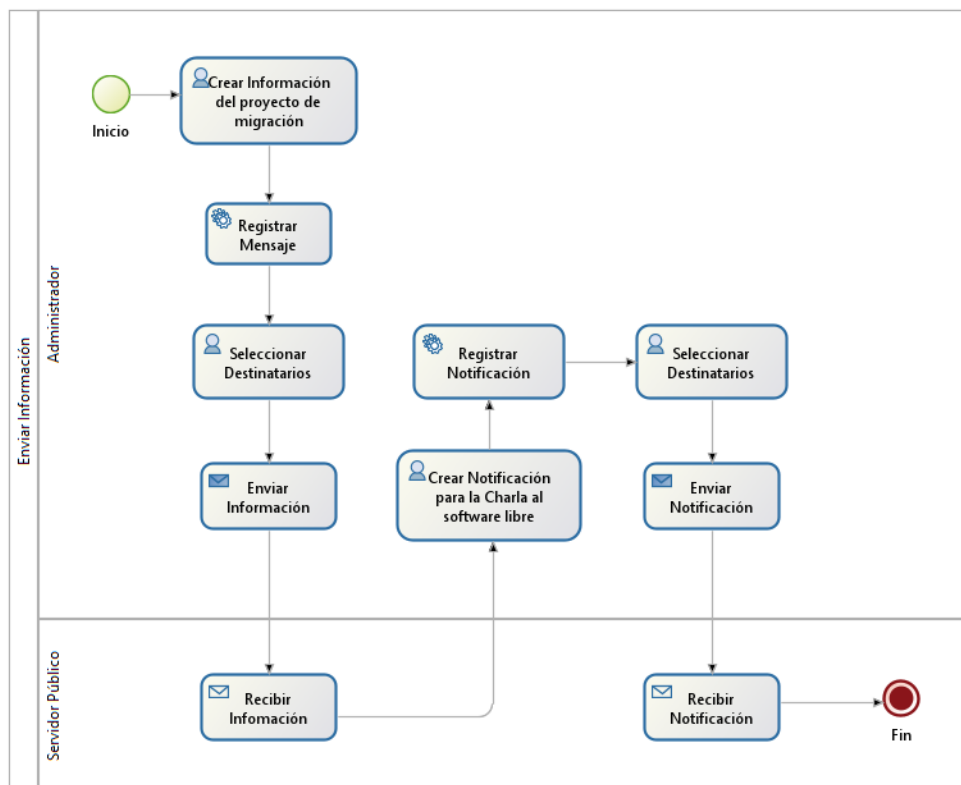 Enviar Información
Administrador
Inicio
Crear Información
del proyecto de
migración
Registrar
Mensaje
Seleccionar
Destinatarios
Enviar
Información
Crear Notificación
para la Charla al
software libre
Registrar
Notificación
Seleccionar
Destinatarios
Enviar
Notificación
Servidor Público
Recibir
Infomación
Recibir
Notificación
Fin